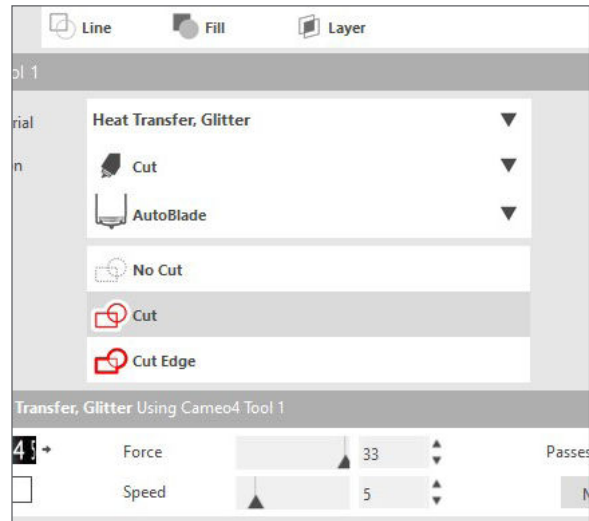 Line Fill Layer
ol 1
rial Heat Transfer, Glitter
n Cut
AutoBlade
No Cut
Cut
Cut Edge
Transfer, Glitter Using Cameo4 Tool 1
4 Force 33 Passes
Speed 5 N